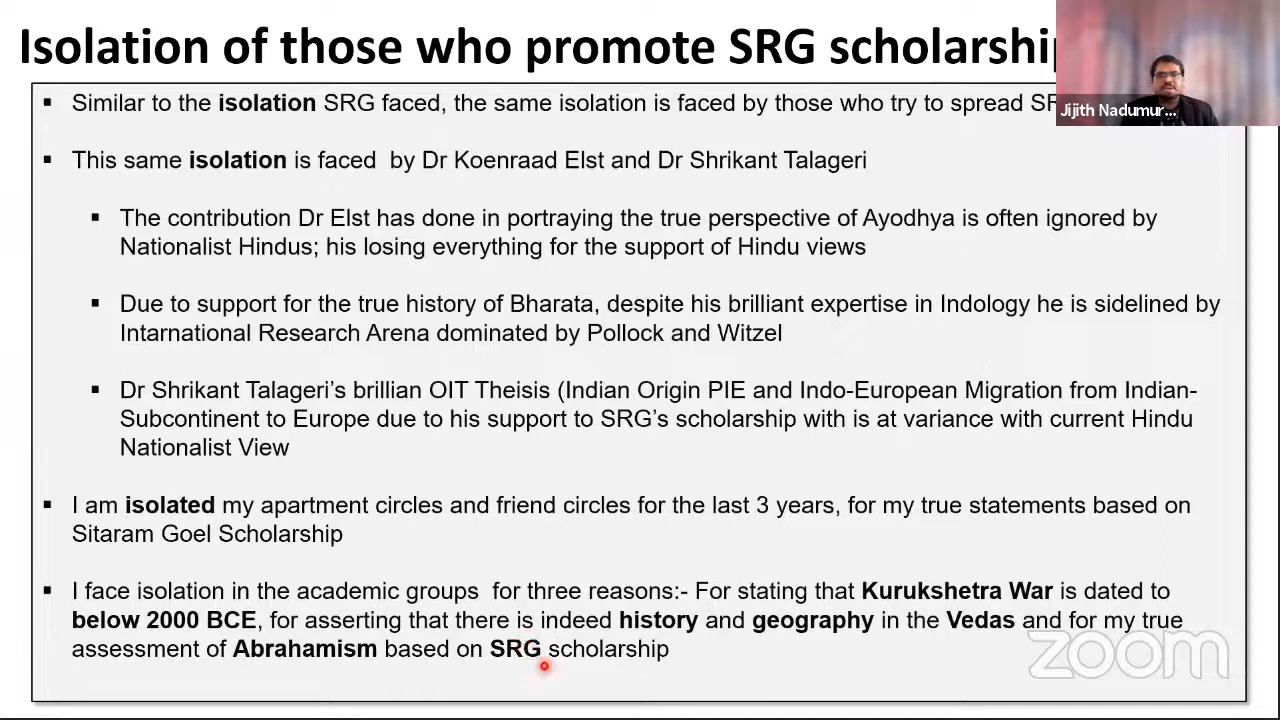 Isolation of those who promote SRG scholarship
Jijith Nadumur...
▪ Similar to the isolation SRG faced, the same isolation is faced by those who try to spread
▪ This same isolation is faced by Dr Koenraad Elst and Dr Shrikant Talageri
▪ The contribution Dr Elst has done in portraying the true perspective of Ayodhya is often ignored by
Nationalist Hindus; his losing everything for the support of Hindu views
▪ Due to support for the true history of Bharata, despite his brilliant expertise in Indology he is sidelined by
Intarnational Research Arena dominated by Pollock and Witzel
▪ Dr Shrikant Talageri's brillian OIT Theisis (Indian Origin PIE and Indo-European Migration from Indian-
Subcontinent to Europe due to his support to SRG's scholarship with is at variance with current Hindu
Nationalist View
▪ I am isolated my apartment circles and friend circles for the last 3 years, for my true statements based on
Sitaram Goel Scholarship
▪ I face isolation in the academic groups for three reasons:- For stating that Kurukshetra War is dated to
below 2000 BCE, for asserting that there is indeed history and geography in the Vedas and for my true
assessment of Abrahamism based on SRG scholarship
zoom